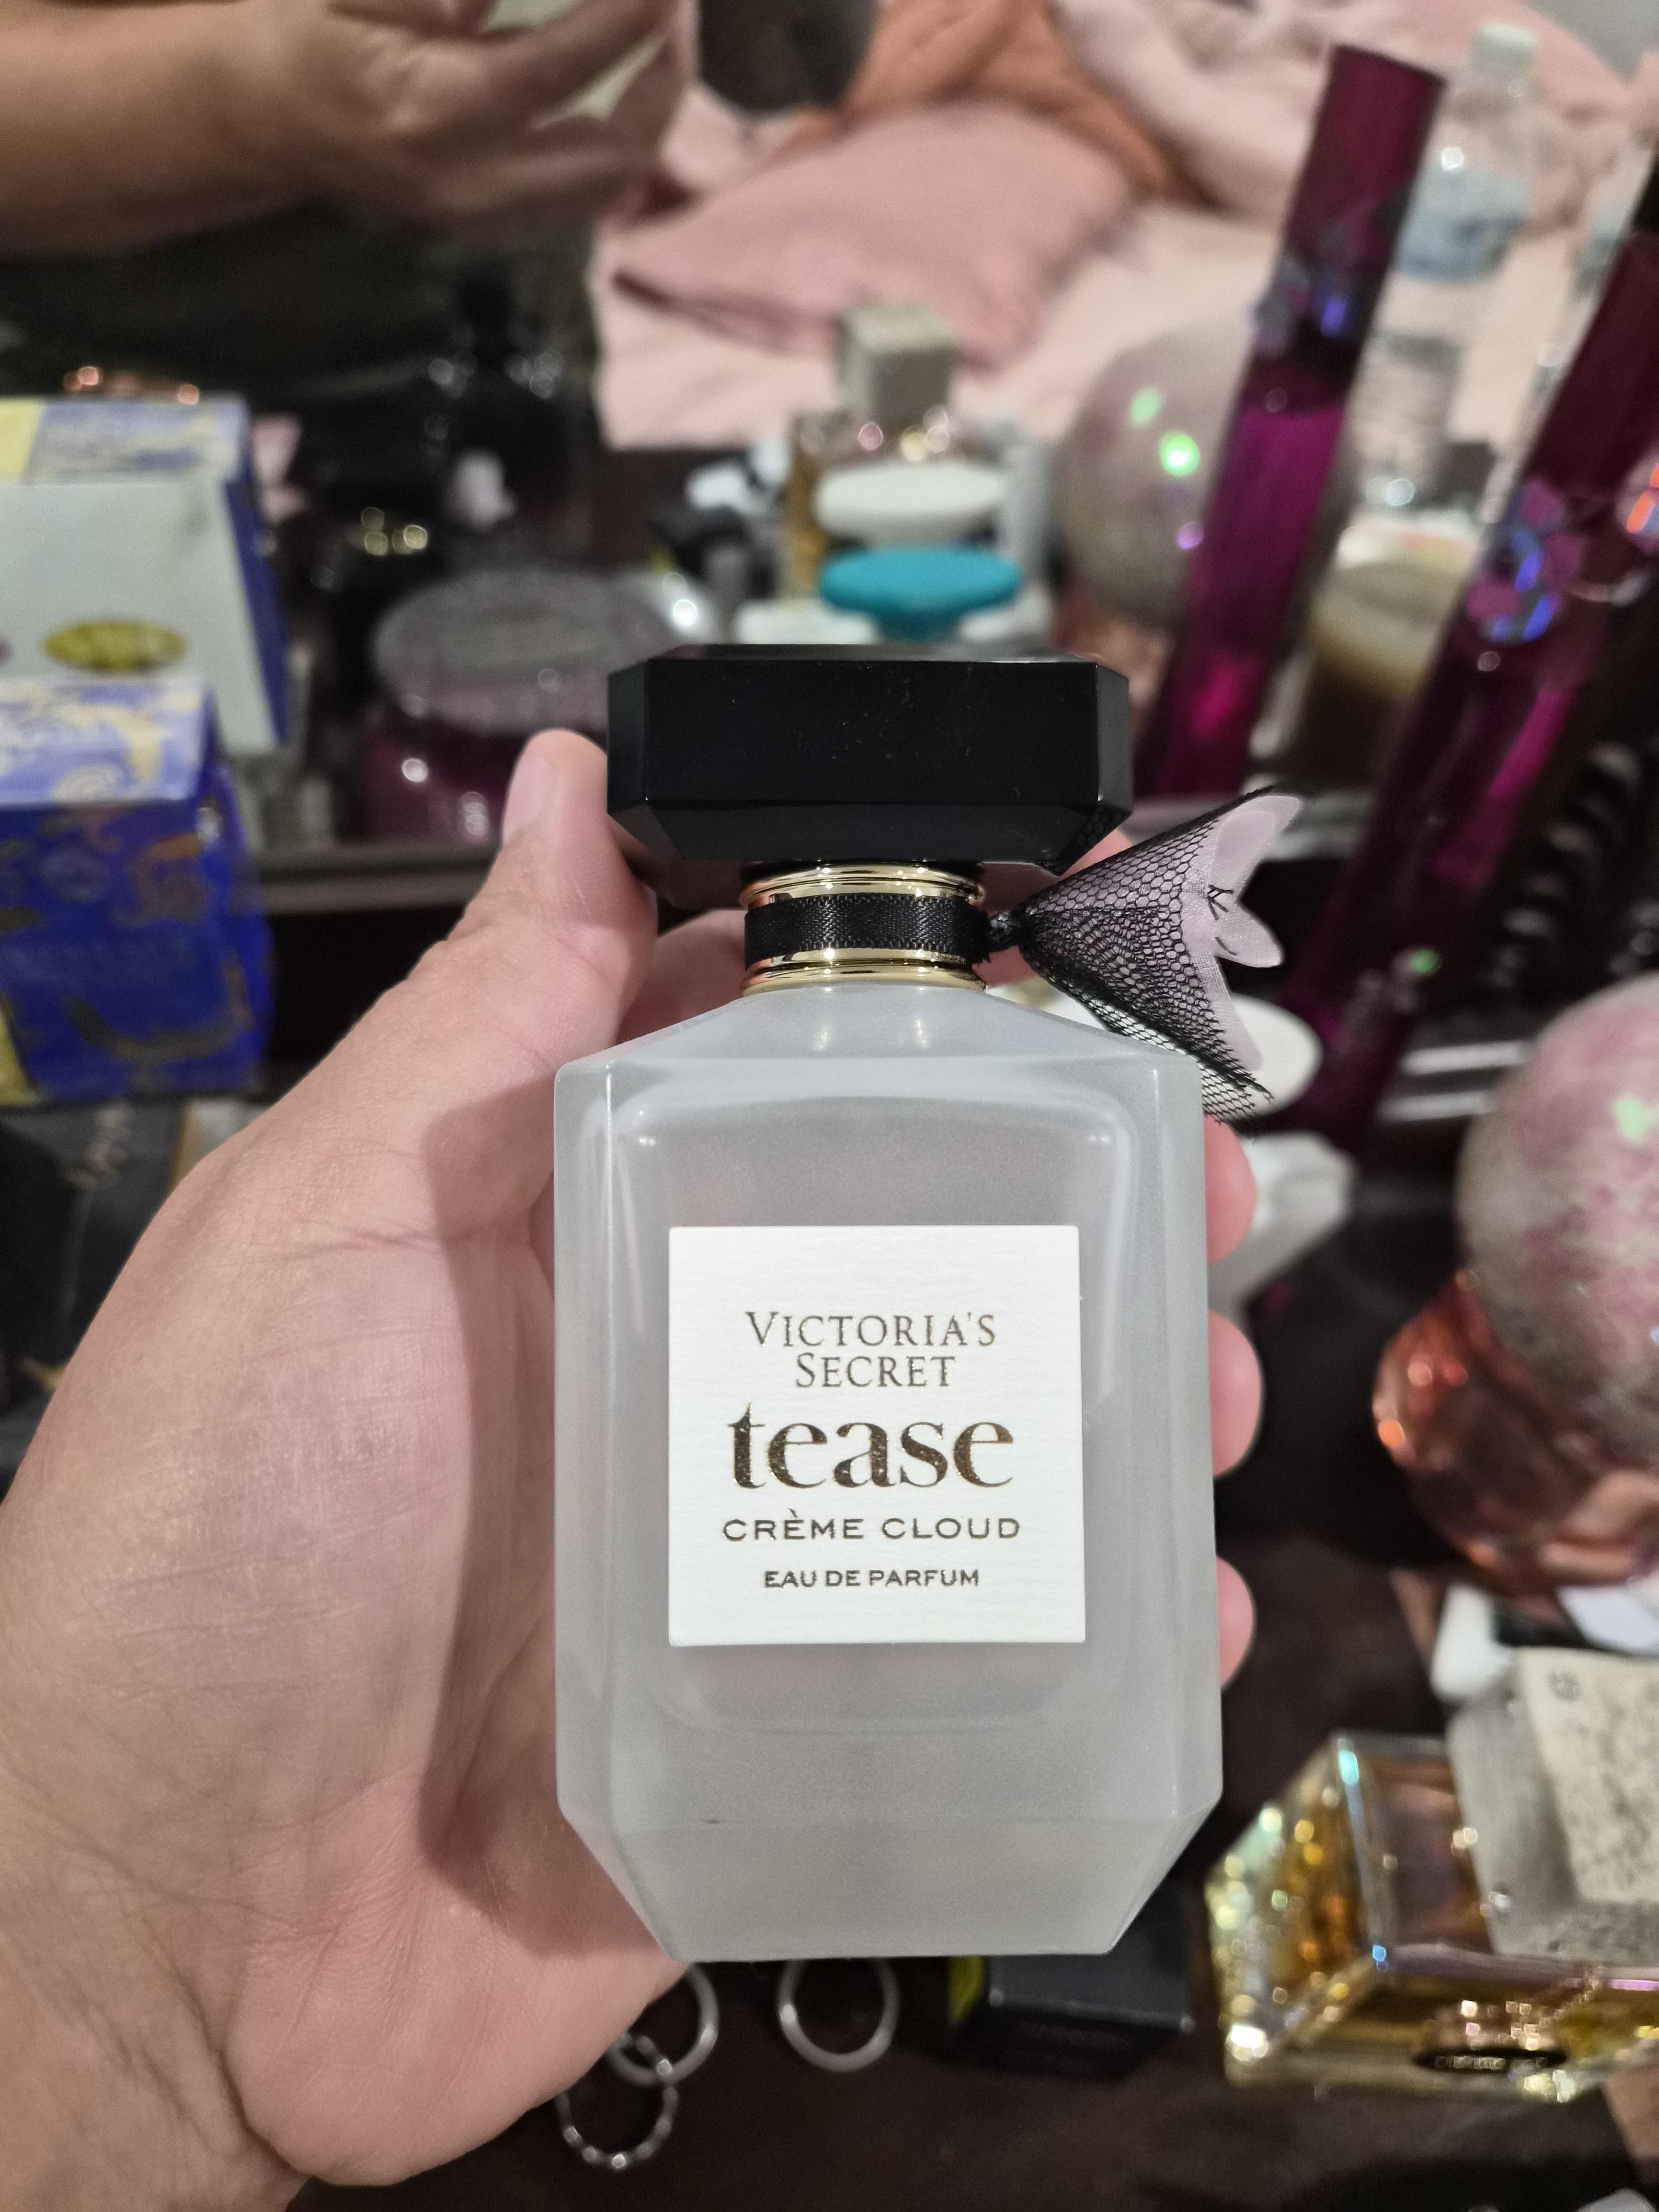 VICTORIA'S
SECRET
tease
CRÈME CLOUD
EAU DE PARFUM